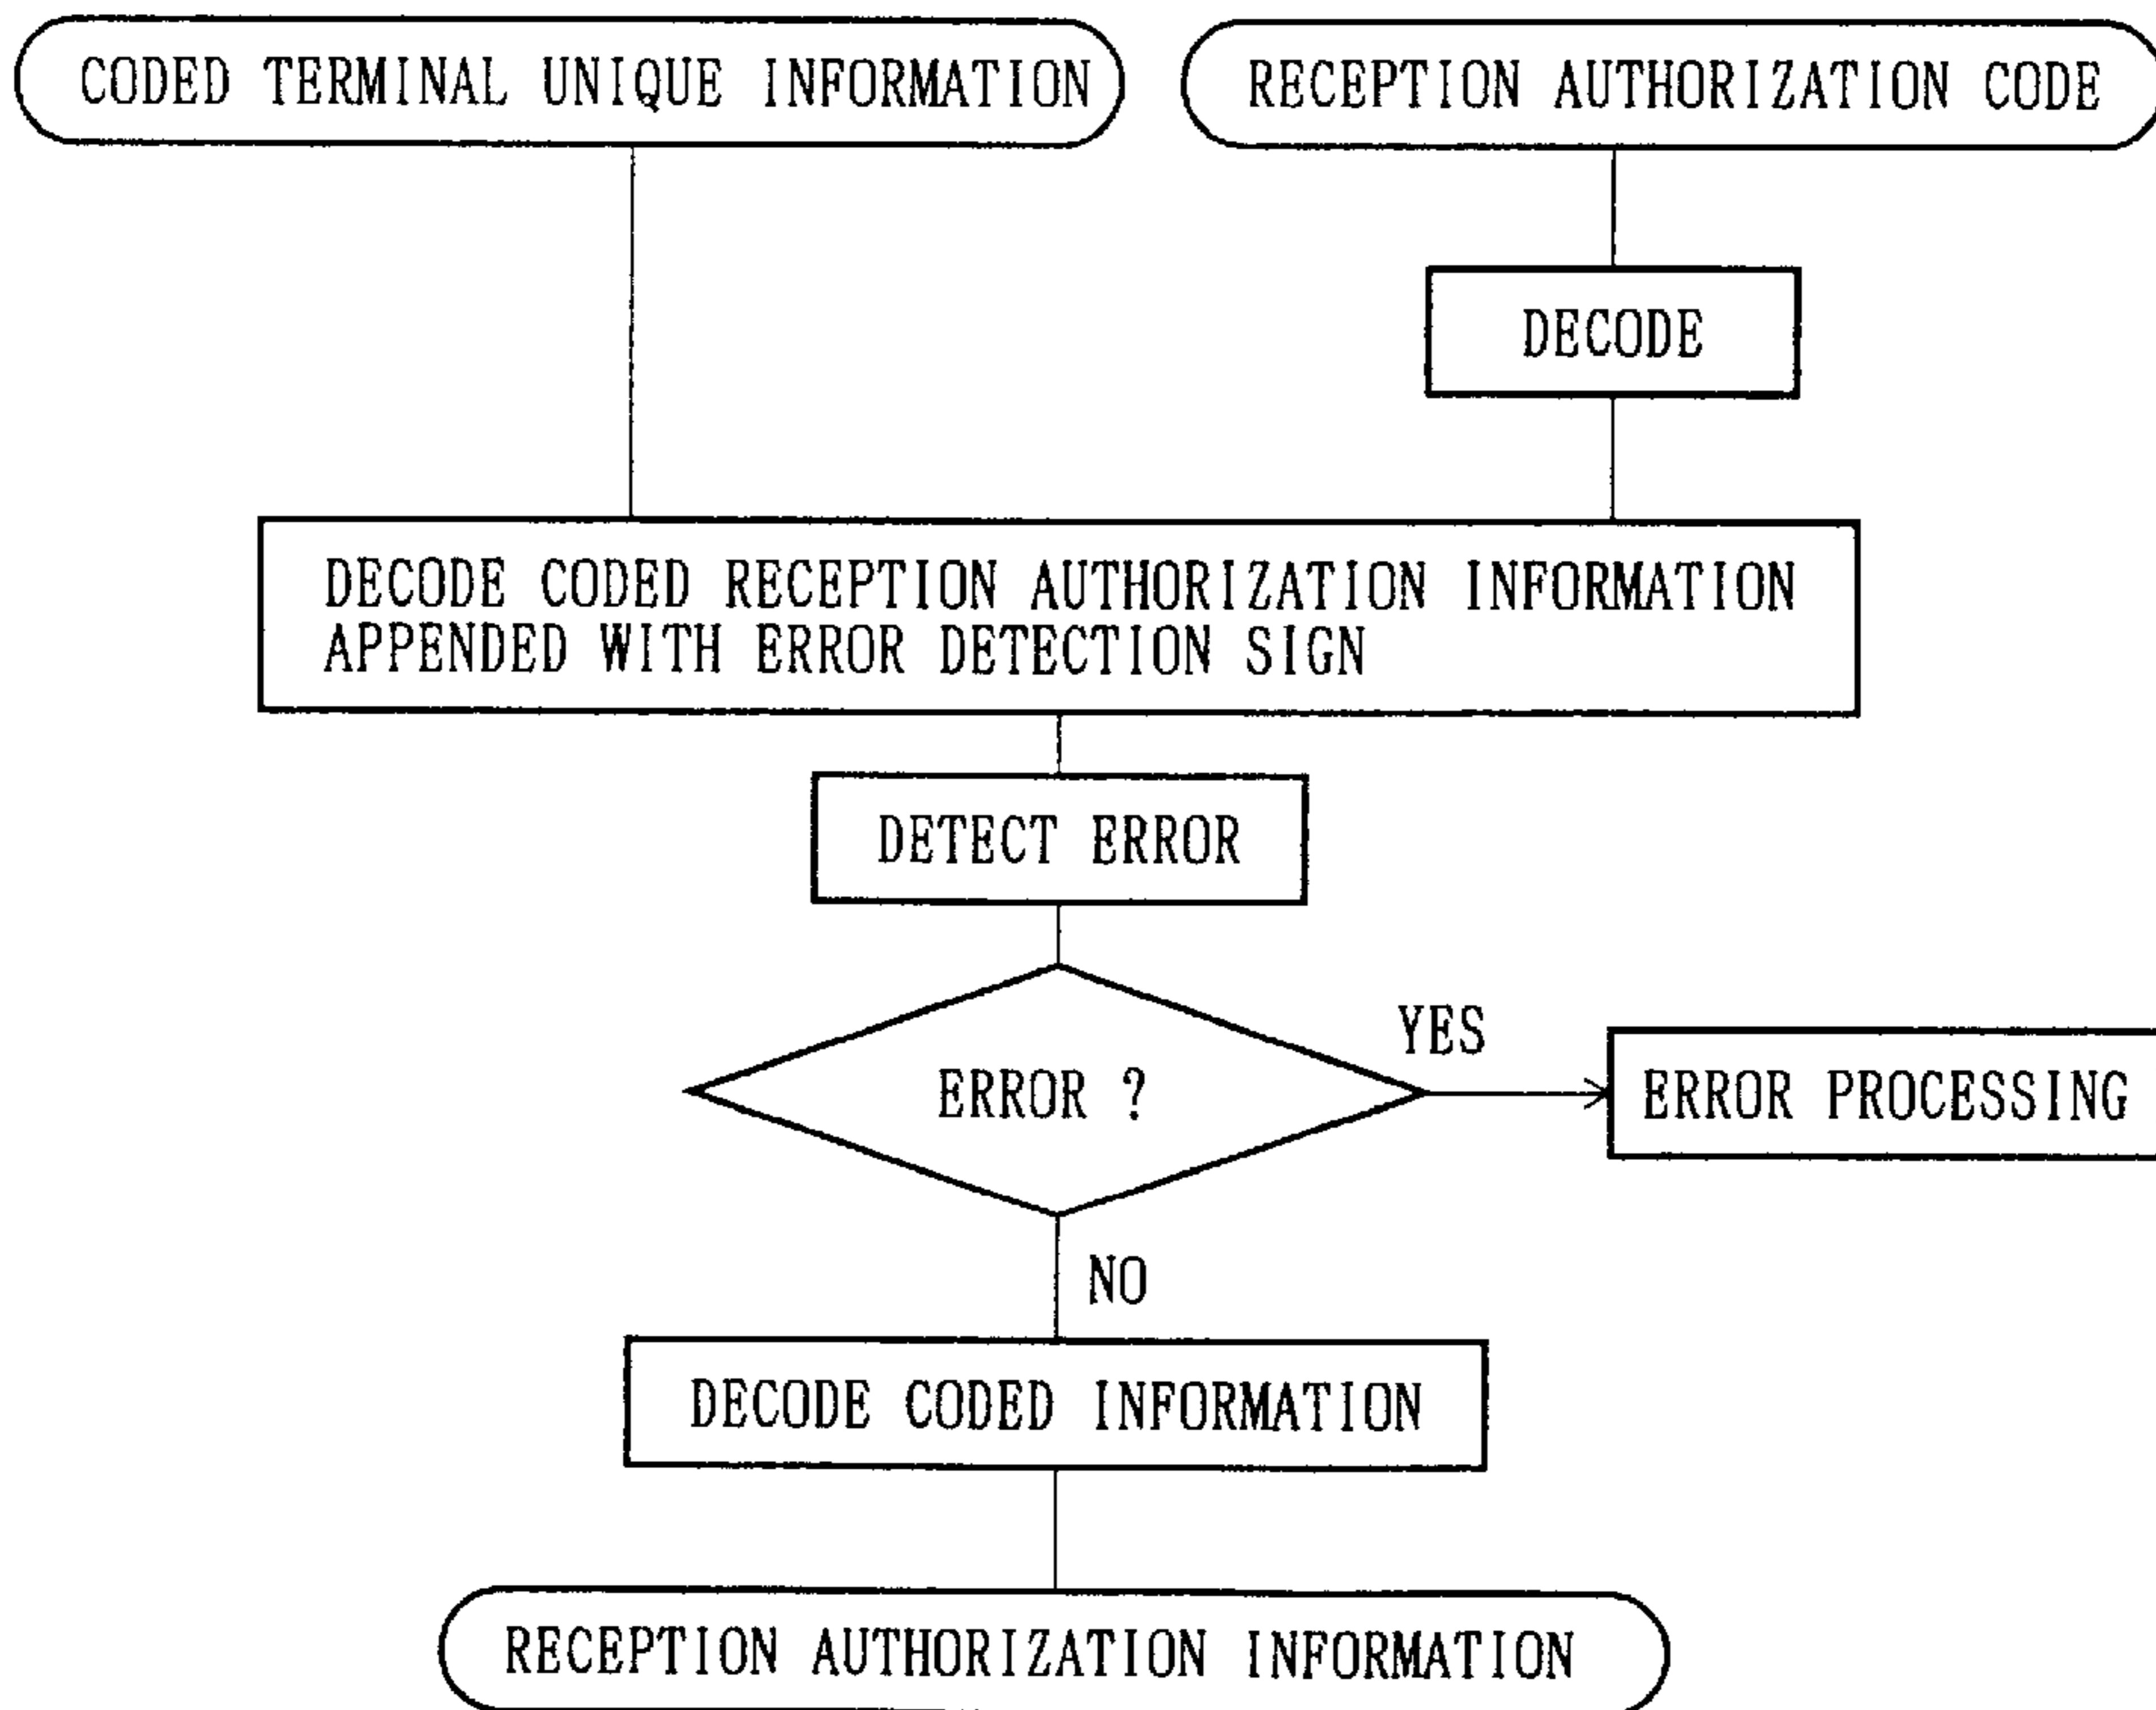 CODED TERMINAL UNIQUE INFORMATION
RECEPTION AUTHORIZATION CODE
DECODE
DECODE CODED RECEPTION AUTHORIZATION INFORMATION
APPENDED WITH ERROR DETECTION SIGN
DETECT ERROR
ERROR ?
YES
ERROR PROCESSING
NO
DECODE CODED INFORMATION
RECEPTION AUTHORIZATION INFORMATION